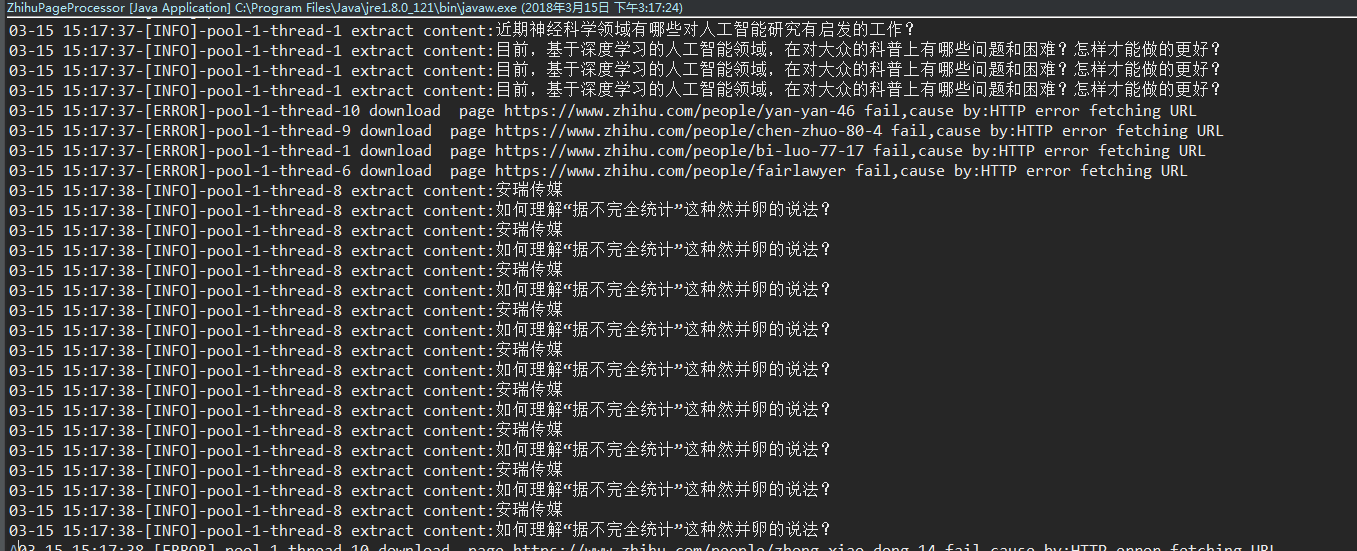 ZhihuPageProcessor [Java Application] C:\Program Files\Java\jre1.8.0_121\bin\javaw.exe (2018年3月15日 下午3:17:24)
03-15 15:17:37-[INFO]-pool-1-thread-1 extract content:近期神经科学领域有哪些对人工智能研究有启发的工作?
03-15 15:17:37-[INFO]-pool-1-thread-1 extract content:目前，基于深度学习的人工智能领域，在对大众的科普上有哪些问题和困难？怎样才能做的更好?
03-15 15:17:37-[INFO]-pool-1-thread-1 extract content:目前，基于深度学习的人工智能领域，在对大众的科普上有哪些问题和困难？怎样才能做的更好?
03-15 15:17:37-[INFO]-pool-1-thread-1 extract content:目前，基于深度学习的人工智能领域，在对大众的科普上有哪些问题和困难？怎样才能做的更好?
03-15 15:17:37-[ERROR]-pool-1-thread-10 download  page https://www.zhihu.com/people/yan-yan-46 fail,cause by:HTTP error fetching URL
03-15 15:17:37-[ERROR]-pool-1-thread-9 download  page https://www.zhihu.com/people/chen-zhuo-80-4 fail,cause by:HTTP error fetching URL
03-15 15:17:37-[ERROR]-pool-1-thread-1 download  page https://www.zhihu.com/people/bi-luo-77-17 fail,cause by:HTTP error fetching URL
03-15 15:17:37-[ERROR]-pool-1-thread-6 download  page https://www.zhihu.com/people/fairlawyer fail,cause by:HTTP error fetching URL
03-15 15:17:38-[INFO]-pool-1-thread-8 extract content:安瑞传媒
03-15 15:17:38-[INFO]-pool-1-thread-8 extract content:如何理解“据不完全统计”这种然并卵的说法?
03-15 15:17:38-[INFO]-pool-1-thread-8 extract content:安瑞传媒
03-15 15:17:38-[INFO]-pool-1-thread-8 extract content:如何理解“据不完全统计”这种然并卵的说法?
03-15 15:17:38-[INFO]-pool-1-thread-8 extract content:安瑞传媒
03-15 15:17:38-[INFO]-pool-1-thread-8 extract content:如何理解“据不完全统计”这种然并卵的说法?
03-15 15:17:38-[INFO]-pool-1-thread-8 extract content:安瑞传媒
03-15 15:17:38-[INFO]-pool-1-thread-8 extract content:如何理解“据不完全统计”这种然并卵的说法?
03-15 15:17:38-[INFO]-pool-1-thread-8 extract content:安瑞传媒
03-15 15:17:38-[INFO]-pool-1-thread-8 extract content:如何理解“据不完全统计”这种然并卵的说法?
03-15 15:17:38-[INFO]-pool-1-thread-8 extract content:安瑞传媒
03-15 15:17:38-[INFO]-pool-1-thread-8 extract content:如何理解“据不完全统计”这种然并卵的说法?
03-15 15:17:38-[INFO]-pool-1-thread-8 extract content:安瑞传媒
03-15 15:17:38-[INFO]-pool-1-thread-8 extract content:如何理解“据不完全统计”这种然并卵的说法?
03-15 15:17:38-[INFO]-pool-1-thread-8 extract content:安瑞传媒
03-15 15:17:38-[INFO]-pool-1-thread-8 extract content:如何理解“据不完全统计”这种然并卵的说法?
03-15 15:17:38-[INFO]-pool-1-thread-8 extract content:安瑞传媒
03-15 15:17:38-[INFO]-pool-1-thread-8 extract content:如何理解“据不完全统计”这种然并卵的说法?
03-15 15:17:38-[ERROR]-pool-1-thread-10 download  page https://www.zhihu.com/people/zhong-xiao-dong-14 fail,cause by:HTTP error fetching URL